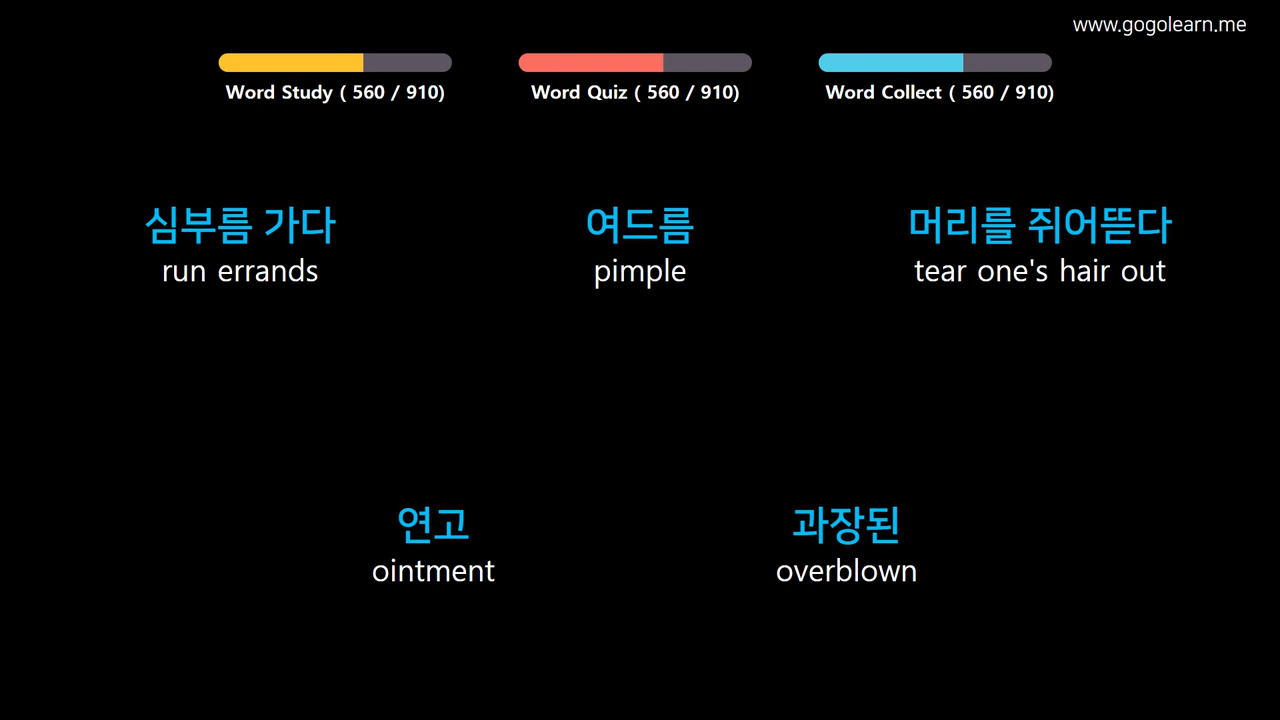 www.gogolearn.me
Word Study ( 560 / 910)
Word Quiz ( 560 / 910)
Word Collect ( 560 / 910)
심부름 가다
run errands
여드름
pimple
머리를 쥐어뜯다
tear one's hair out
연고
ointment
과장된
overblown